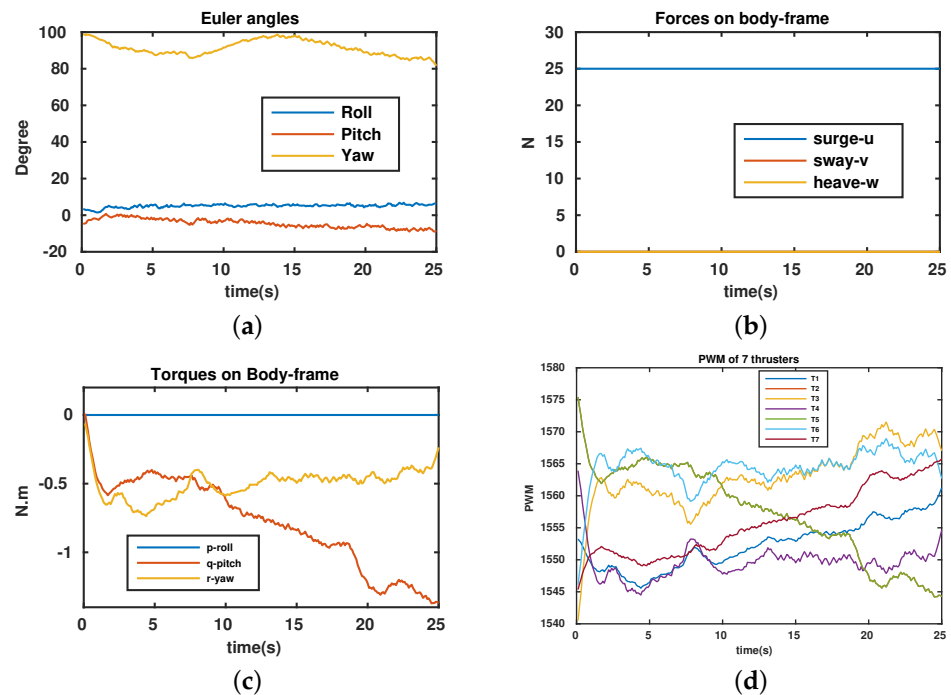 Euler angles
100
80
60
40
20
0
-20
Degree
Roll
Pitch
Yaw
0 5 10 15 20 25
time(s)
(a)
Forces on body-frame
30
25
20
15
10
5
0
N
surge-u
sway-v
heave-w
0 5 10 15 20 25
time(s)
(b)
Torques on Body-frame
0
-0.5
-1
N.m
p-roll
q-pitch
r-yaw
0 5 10 15 20 25
time(s)
(c)
PWM of 7 thrusters
1580
1570
1565
1560
1555
1550
1545
1540
PWM
T1
T2
T3
T4
T5
T6
T7
0 5 10 15 20 25
time(s)
(d)